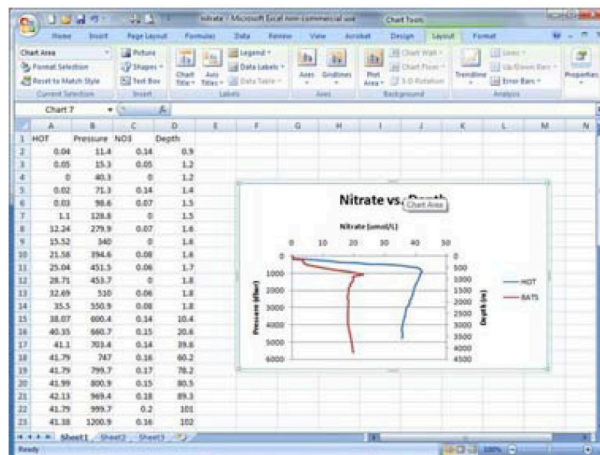 nitrate - Microsoft Excel non-commercial use
Chart Tools
Home Insert Page Layout Formulas Data Review View Acrobat Design Layout Format
Chart Area
Format Selection
Reset to Match Style
Current Selection
Picture
Shapes
Text Box
Insert
Chart Title
Axis Titles
Legend
Data Labels
Data Table
Labels
Axes
Gridlines
Axes
Plot Area
Chart Wall
Chart Floor
3-D Rotation
Background
Trendline
Lines
Up/Down Bars
Error Bars
Analysis
Properties
Chart 7
A B C D E F G H I J K L M N
1 HOT Pressure NO3 Depth
2 0.04 11.4 0.14 0.9
3 0.05 15.3 0.05 1.2
4 0 40.3 0 1.2
5 0.02 71.3 0.14 1.4
6 0.03 98.6 0.07 1.5
7 1.1 128.8 0 1.5
8 12.24 279.9 0.07 1.6
9 15.52 340 0 1.6
10 21.58 394.6 0.08 1.6
11 25.04 451.5 0.06 1.7
12 28.71 453.7 0 1.8
13 32.69 510 0.06 1.8
14 35.5 550.9 0.08 1.8
15 38.07 600.4 0.14 10.4
16 40.35 660.7 0.15 20.6
17 41.1 703.4 0.14 39.6
18 41.79 747 0.16 60.2
19 41.79 799.7 0.17 78.2
20 41.99 800.9 0.15 80.5
21 42.13 969.4 0.18 89.3
22 41.79 999.7 0.2 101
23 41.38 1200.9 0.16 102
Nitrate vs. Depth
Chart Area
Nitrate (umol/L)
0 10 20 30 40 50
0
1000
2000
3000
4000
5000
6000
Pressure (dbar)
0
500
1000
1500
2000
2500
3000
3500
4000
4500
Depth (m)
HOT
BATS
Sheet1 Sheet2 Sheet3
Ready
100%